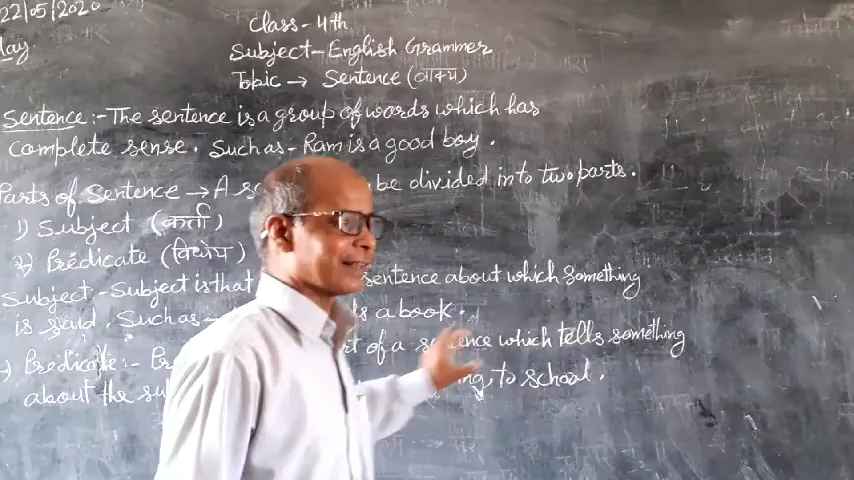 22/05/2020
Class - 4th
day
Subject - English Grammer
Topic → Sentence (वाक्य)
Sentence :- The sentence is a group of words which has
complete sense. Such as - Ram is a good boy.
Parts of Sentence → A be divided into two parts.
1) Subject (कर्ता)
2) Predicate (विधेय)
Subject :- Subject is that sentence about which something
is said. Such as - a book.
Predicate :- of a sentence which tells something
about the to school.